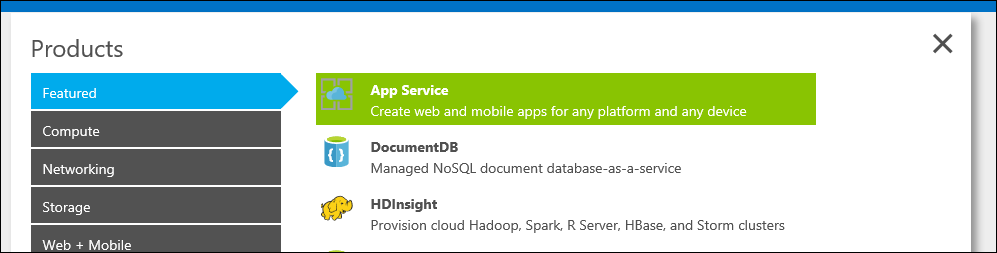 Products
Featured
Compute
Networking
Storage
Web + Mobile
App Service
Create web and mobile apps for any platform and any device
DocumentDB
Managed NoSQL document database-as-a-service
HDInsight
Provision cloud Hadoop, Spark, R Server, HBase, and Storm clusters